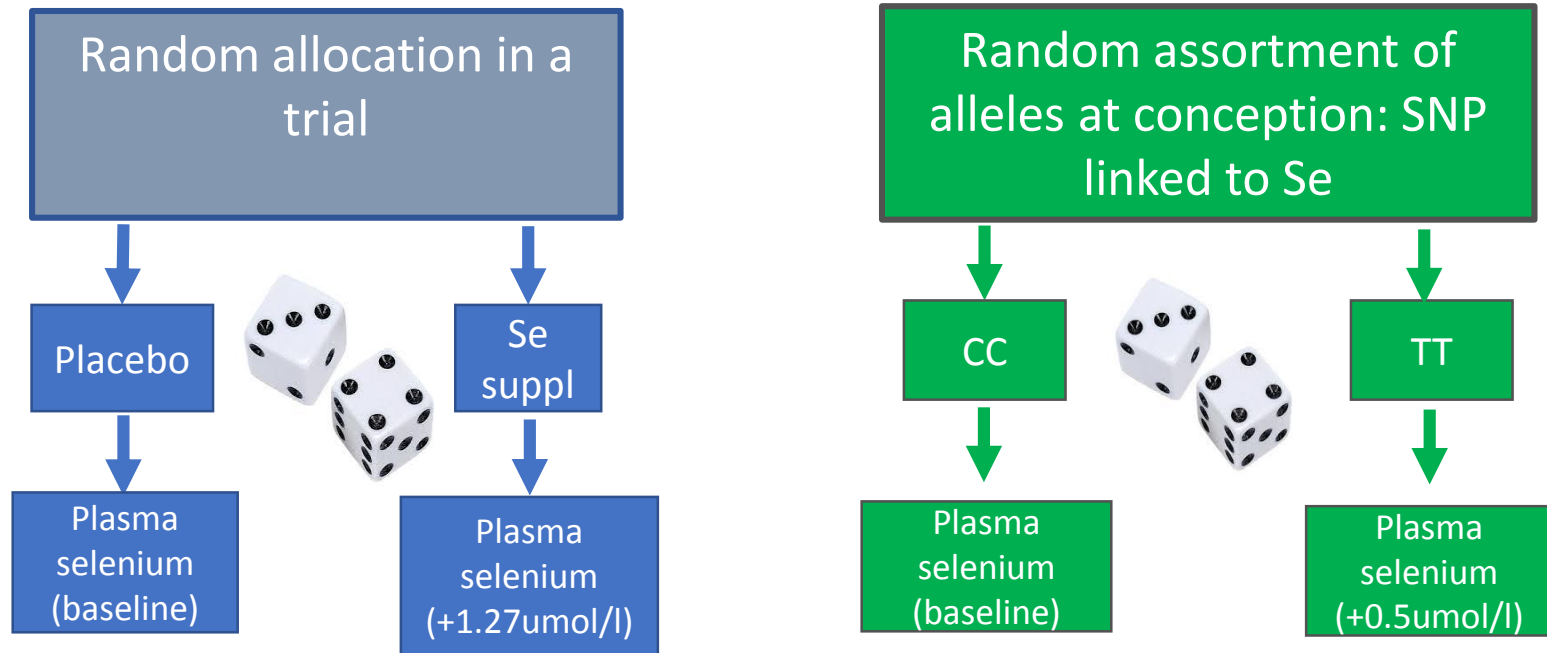 Random allocation in a
trial
Placebo
Se
suppl
Plasma
selenium
(baseline)
Plasma
selenium
(+1.27umol/l)
Random assortment of
alleles at conception: SNP
linked to Se
CC
TT
Plasma
selenium
(baseline)
Plasma
selenium
(+0.5umol/l)